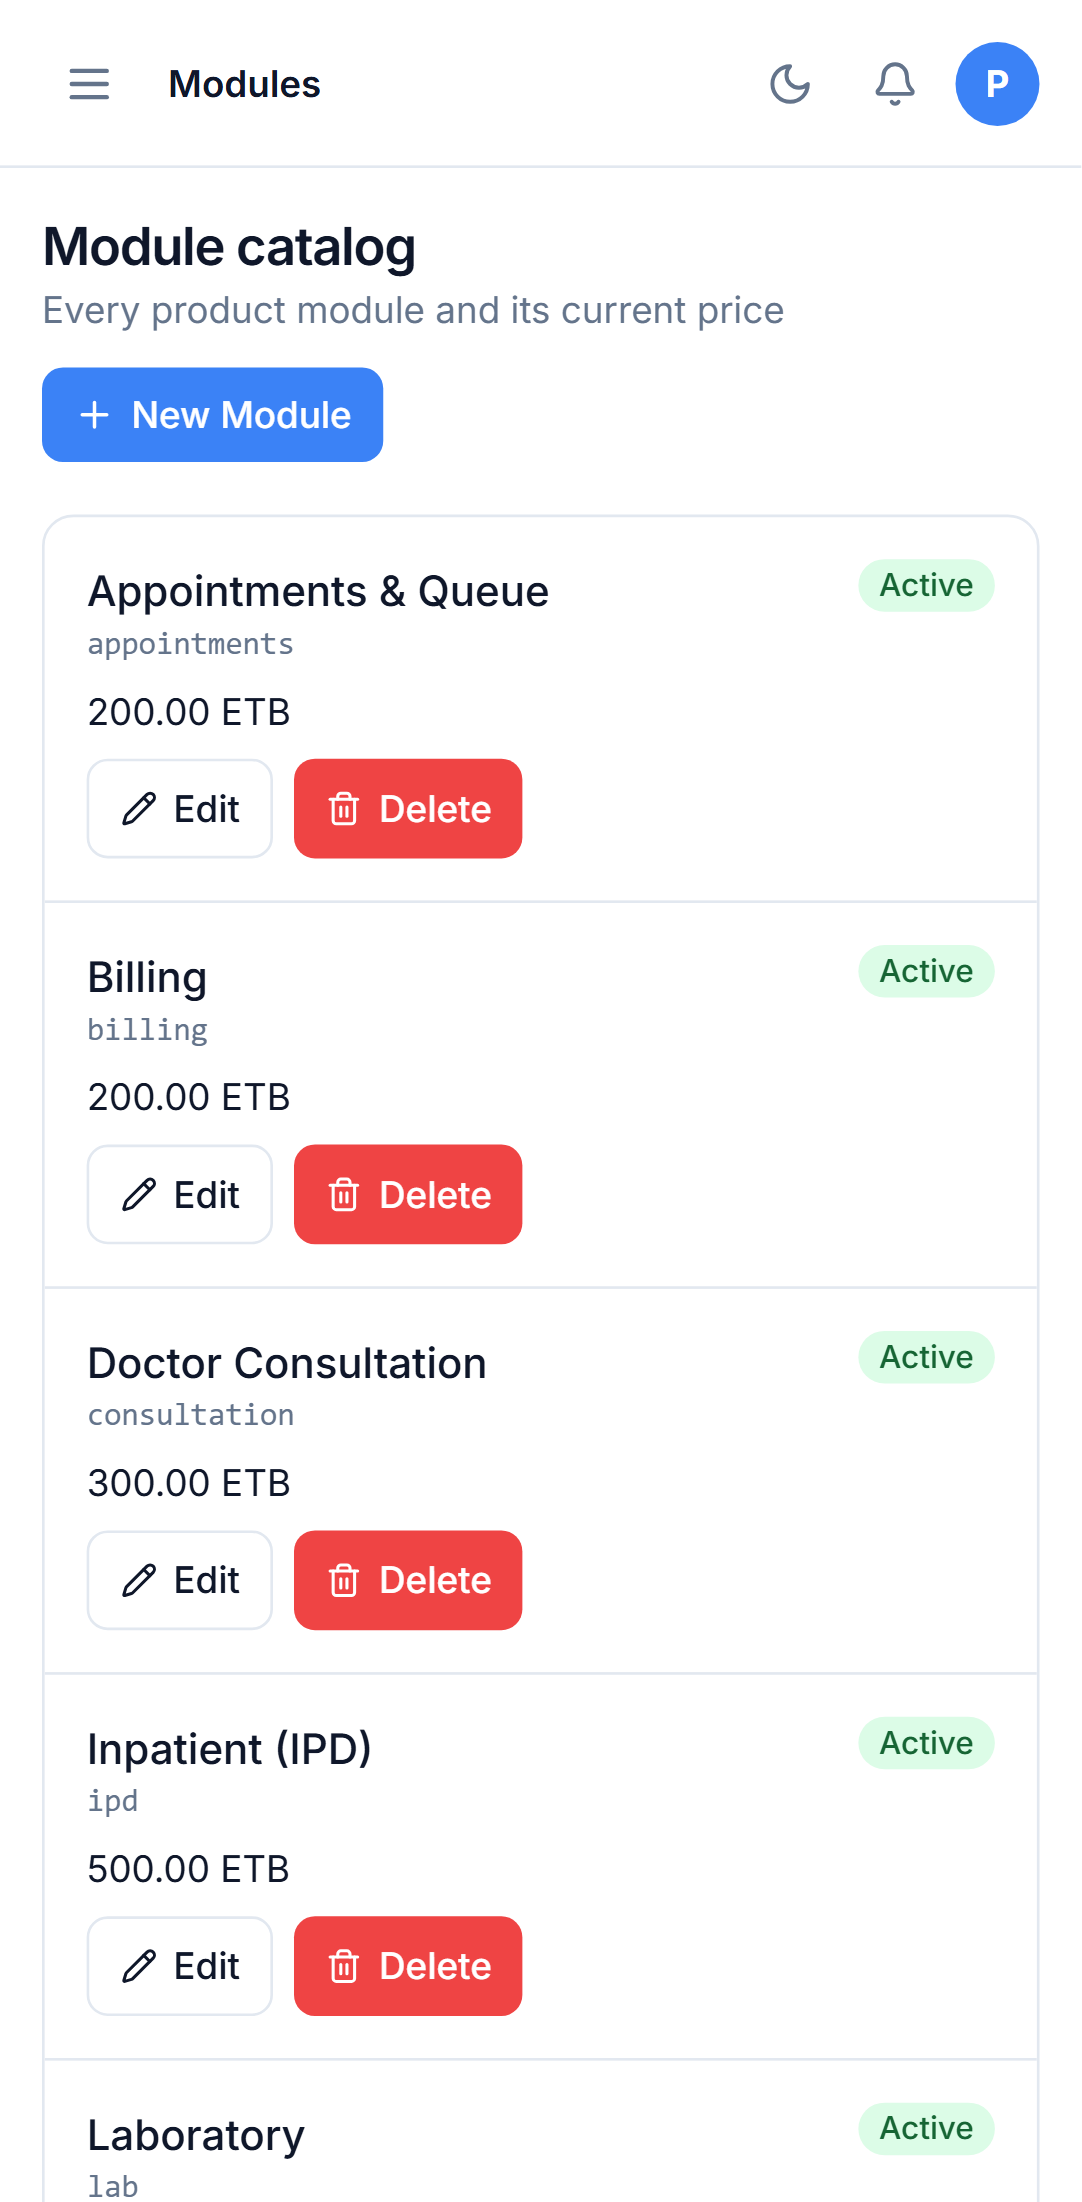 Modules
P
Module catalog
Every product module and its current price
New Module
Appointments & Queue
Active
appointments
200.00 ETB
Edit
Delete
Billing
Active
billing
200.00 ETB
Edit
Delete
Doctor Consultation
Active
consultation
300.00 ETB
Edit
Delete
Inpatient (IPD)
Active
ipd
500.00 ETB
Edit
Delete
Laboratory
Active
lab